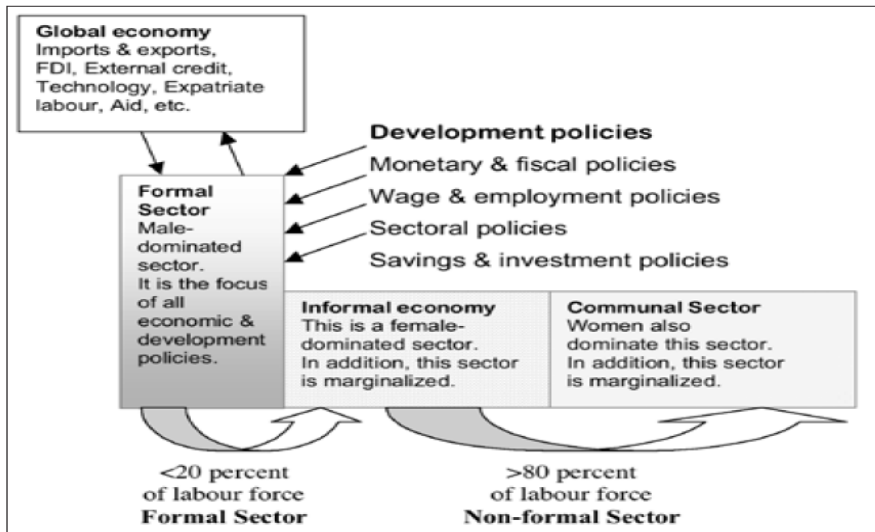 Global economy
Imports & exports,
FDI, External credit,
Technology, Expatriate
labour, Aid, etc.
Development policies
Monetary & fiscal policies
Wage & employment policies
Sectoral policies
Savings & investment policies
Formal
Sector
Male-
dominated
sector.
It is the focus
of all
economic &
development
policies.
Informal economy
This is a female-
dominated sector.
In addition, this sector
is marginalized.
Communal Sector
Women also
dominate this sector.
In addition, this sector
is marginalized.
<20 percent
of labour force
Formal Sector
>80 percent
of labour force
Non-formal Sector